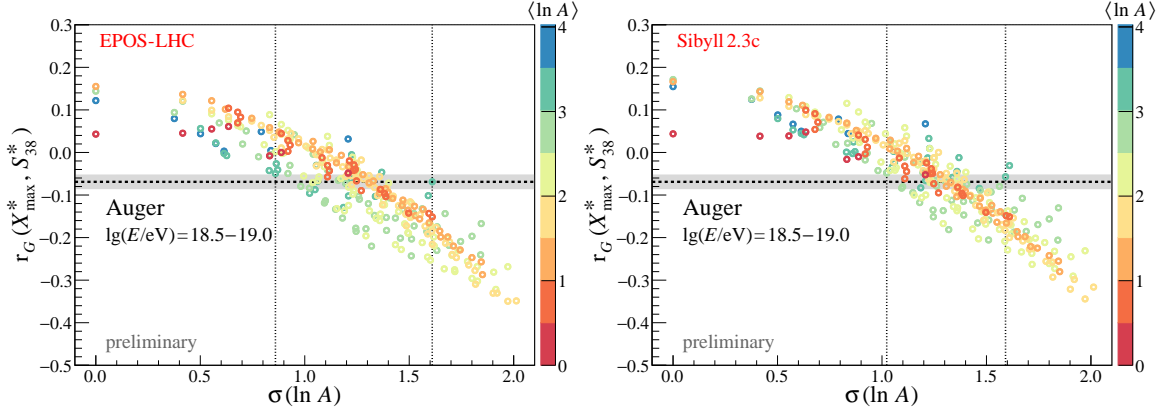 ⟨ln A⟩
⟨ln A⟩
0.3
0.2
0.1
0.0
−0.1
−0.2
−0.3
−0.4
−0.5
r_G (X*_max , S*_38)
EPOS-LHC
Auger
lg(E/eV)=18.5−19.0
preliminary
0.0 0.5 1.0 1.5 2.0
σ(ln A)
4
3
2
1
0
0.3
0.2
0.1
0.0
−0.1
−0.2
−0.3
−0.4
−0.5
r_G (X*_max , S*_38)
Sibyll 2.3c
Auger
lg(E/eV)=18.5−19.0
preliminary
0.0 0.5 1.0 1.5 2.0
σ(ln A)
4
3
2
1
0